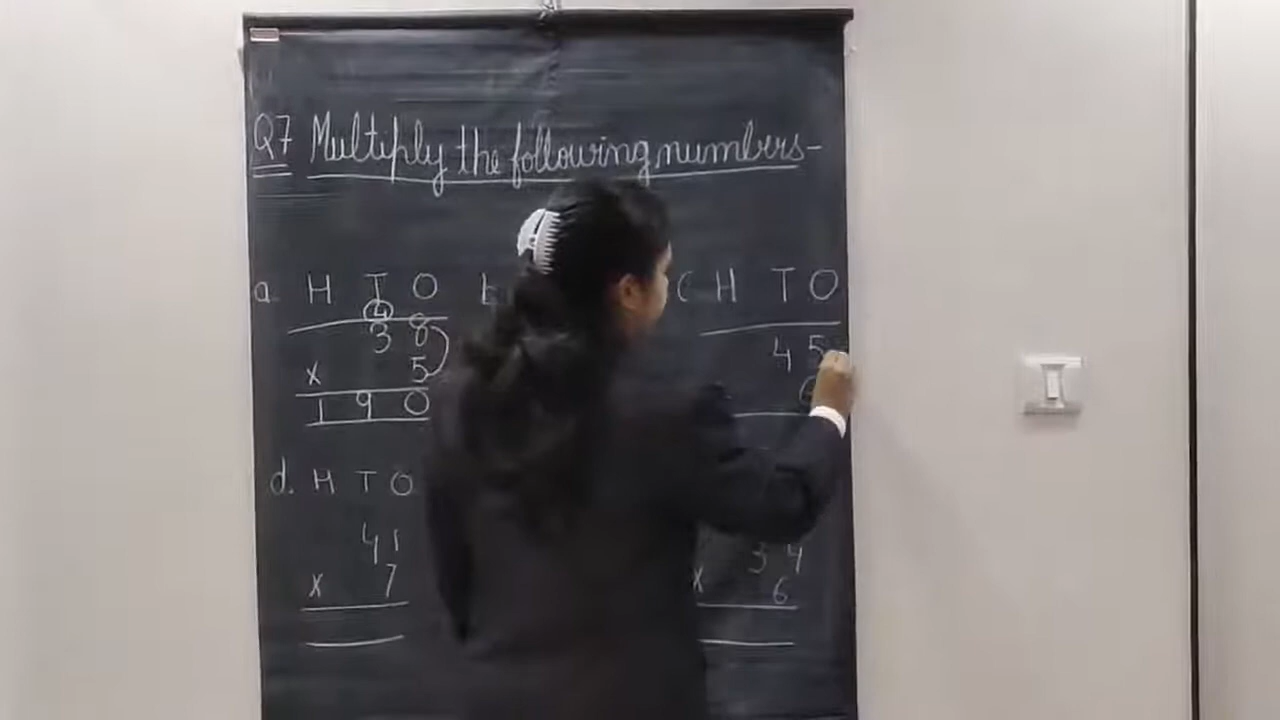 Q7 Multiply the following numbers-
a. H T O
4
3 8
x 5
1 9 0
C H T O
4 5
6
d. H T O
4 1
x 7
3 4
x 6